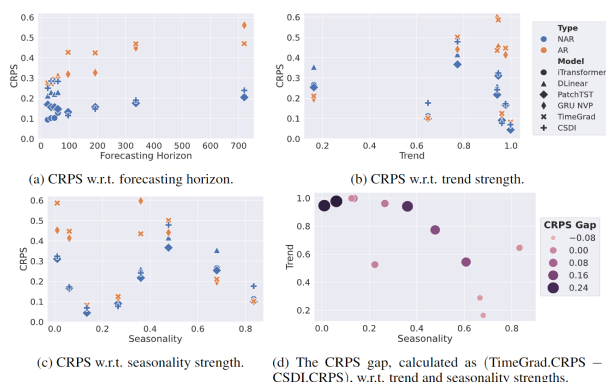 0.6
0.5
0.4
0.3
0.2
0.1
0.0
CRPS
0 100 200 300 400 500 600 700 800
Forecasting Horizon
(a) CRPS w.r.t. forecasting horizon.
0.6
0.5
0.4
0.3
0.2
0.1
0.0
CRPS
0.2 0.4 0.6 0.8 1.0
Trend
(b) CRPS w.r.t. trend strength.
Type
NAR
AR
Model
iTransformer
DLinear
PatchTST
GRU NVP
TimeGrad
CSDI
0.6
0.5
0.4
0.3
0.2
0.1
0.0
CRPS
0.0 0.2 0.4 0.6 0.8
Seasonality
(c) CRPS w.r.t. seasonality strength.
1.0
0.8
0.6
0.4
0.2
Trend
0.0 0.2 0.4 0.6 0.8
Seasonality
CRPS Gap
−0.08
0.00
0.08
0.16
0.24
(d) The CRPS gap, calculated as (TimeGrad.CRPS −
CSDI.CRPS), w.r.t. trend and seasonality strengths.